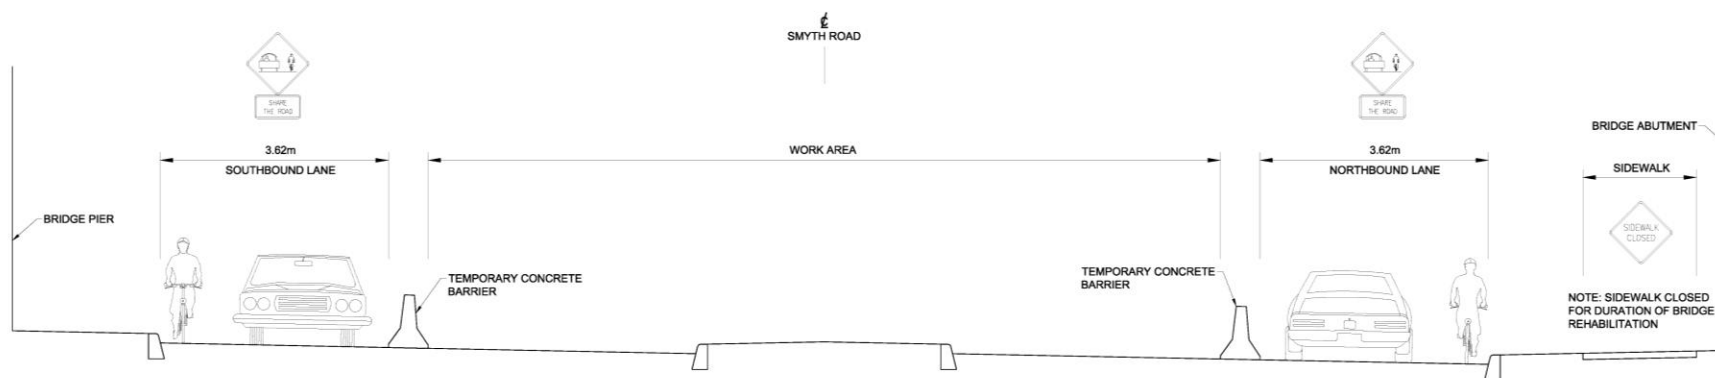 ℄
SMYTH ROAD
SHARE
THE ROAD
SHARE
THE ROAD
BRIDGE ABUTMENT
3.62m
SOUTHBOUND LANE
WORK AREA
3.62m
NORTHBOUND LANE
SIDEWALK
BRIDGE PIER
SIDEWALK
CLOSED
TEMPORARY CONCRETE
BARRIER
TEMPORARY CONCRETE
BARRIER
NOTE: SIDEWALK CLOSED
FOR DURATION OF BRIDGE
REHABILITATION